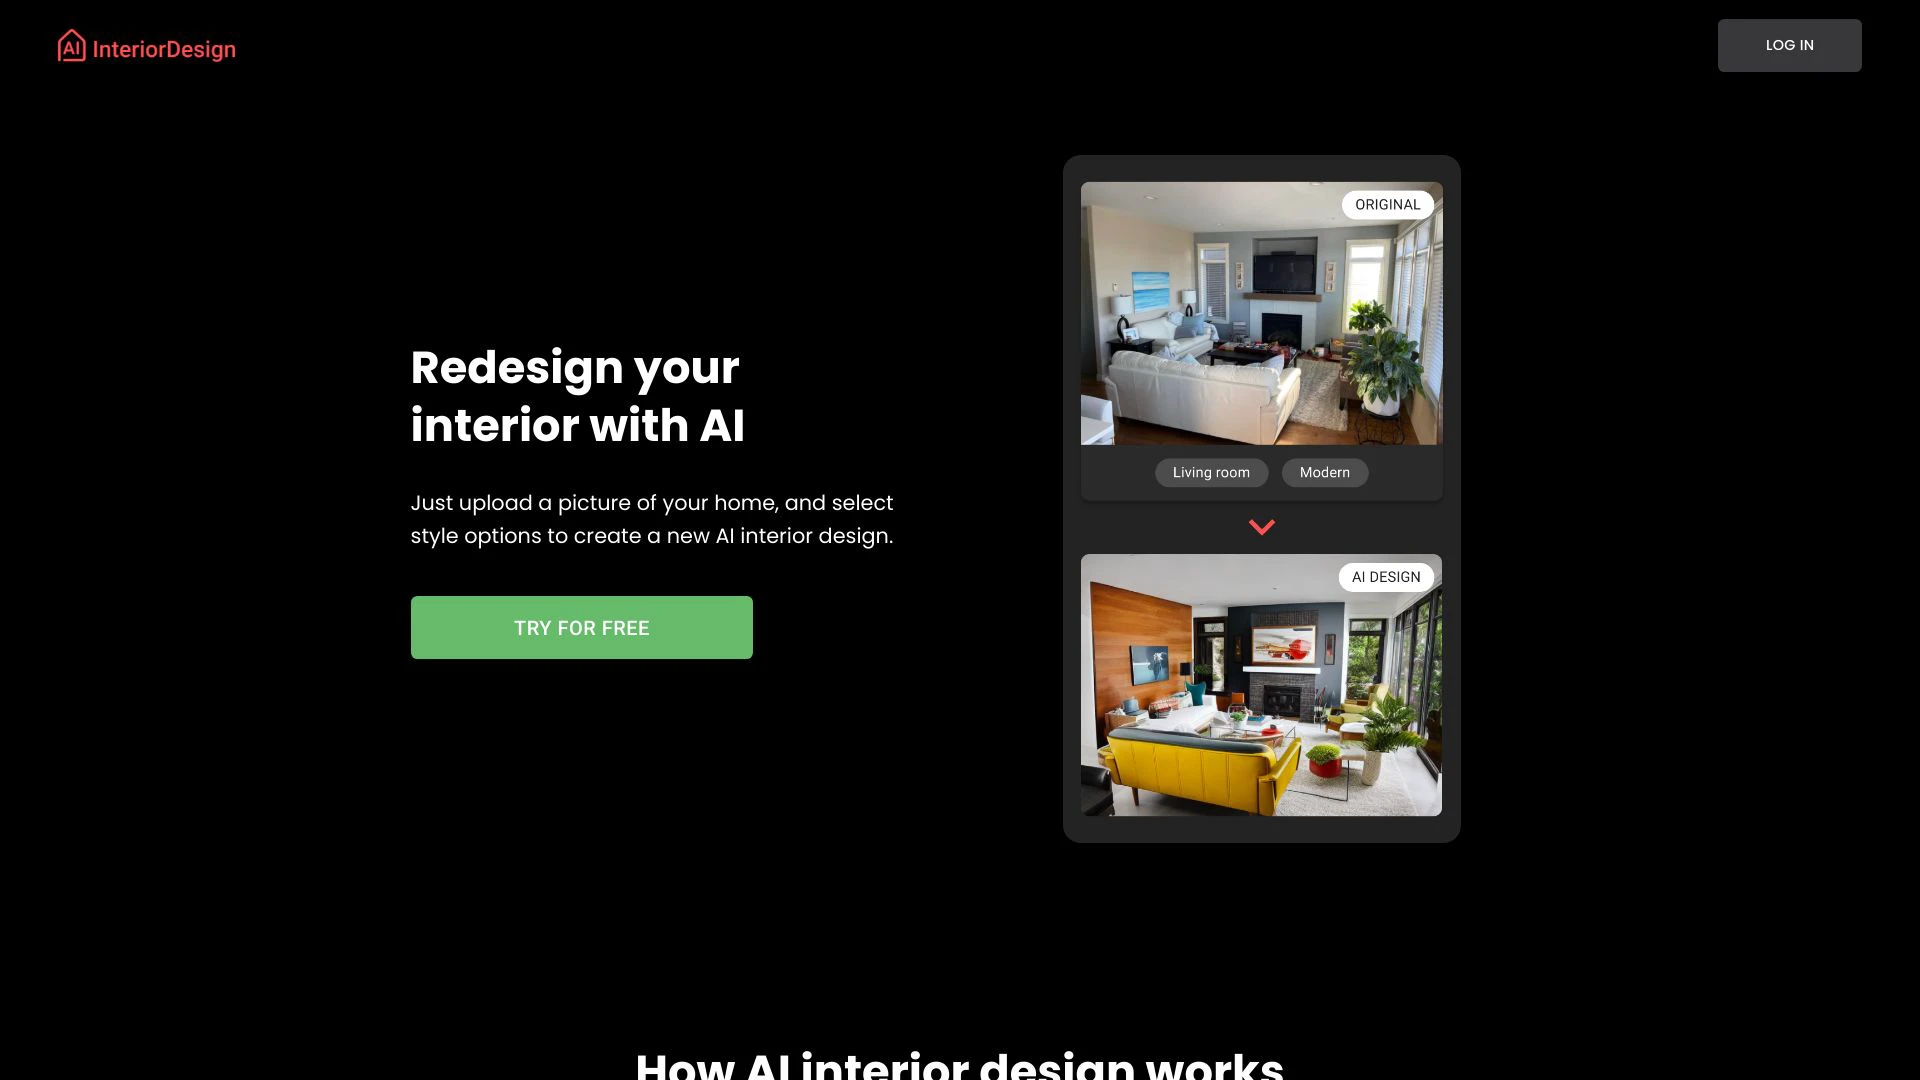 AI InteriorDesign
LOG IN
Redesign your
interior with AI
Just upload a picture of your home, and select
style options to create a new AI interior design.
TRY FOR FREE
ORIGINAL
Living room
Modern
AI DESIGN
How AI interior design works